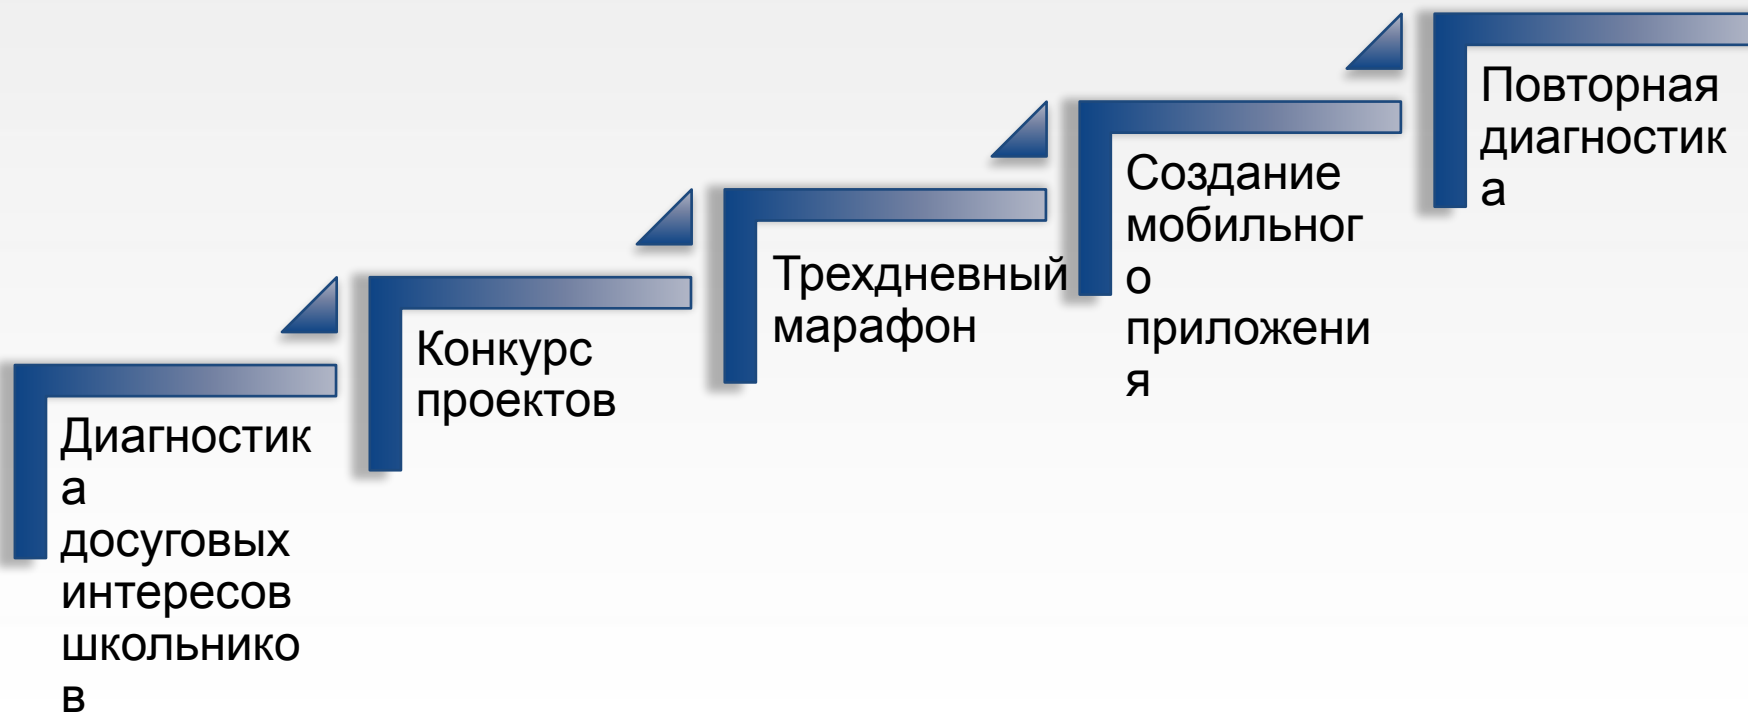 Диагностик
а
досуговых
интересов
школьнико
в
Конкурс
проектов
Трехдневный
марафон
Создание
мобильног
о
приложени
я
Повторная
диагностик
а